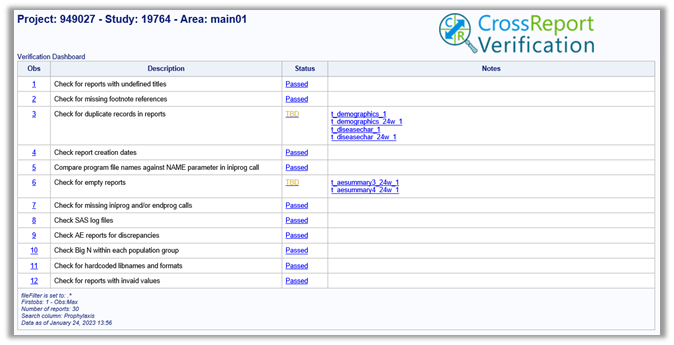 Project: 949027 - Study: 19764 - Area: main01
CrossReport
Verification
Verification Dashboard
Obs Description Status Notes
1 Check for reports with undefined titles Passed
2 Check for missing footnote references Passed
3 Check for duplicate records in reports TBD t_demographics_1
t_demographics_24w_1
t_diseasechar_1
t_diseasechar_24w_1
4 Check report creation dates Passed
5 Compare program file names against NAME parameter in iniprog call Passed
6 Check for empty reports TBD t_aesummary3_24w_1
t_aesummary4_24w_1
7 Check for missing iniprog and/or endprog calls Passed
8 Check SAS log files Passed
9 Check AE reports for discrepancies Passed
10 Check Big N within each population group Passed
11 Check for hardcoded libnames and formats Passed
12 Check for reports with invaid values Passed
fileFilter is set to: .*
Firstobs: 1 - Obs:Max
Number of reports: 30
Search column: Prophylaxis
Data as of January 24, 2023 13:56